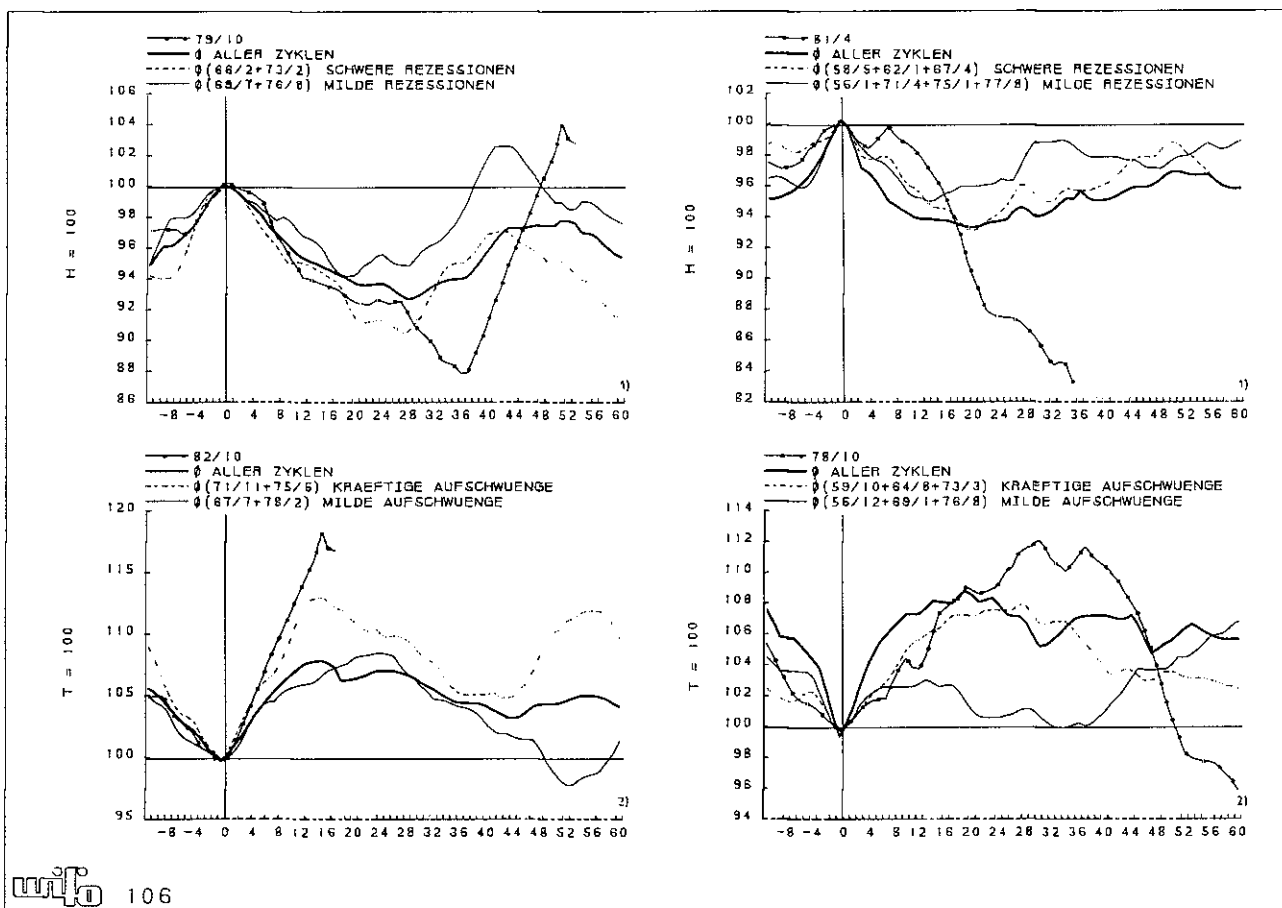 79/10
φ ALLER ZYKLEN
φ(66/2+73/2) SCHWERE REZESSIONEN
φ(69/7+76/8) MILDE REZESSIONEN
106
104
102
100
98
96
94
92
90
88
86
H = 100
1)
-8 -4 0 4 8 12 16 20 24 28 32 36 40 44 48 52 56 60
81/4
φ ALLER ZYKLEN
φ(58/5+62/1+67/4) SCHWERE REZESSIONEN
φ(56/1+71/4+75/1+77/8) MILDE REZESSIONEN
102
100
98
96
94
92
90
88
86
84
82
H = 100
1)
-8 -4 0 4 8 12 16 20 24 28 32 36 40 44 48 52 56 60
82/10
φ ALLER ZYKLEN
φ(71/11+75/6) KRAEFTIGE AUFSCHWUENGE
φ(67/7+78/2) MILDE AUFSCHWUENGE
120
115
110
105
100
95
T = 100
2)
-8 -4 0 4 8 12 16 20 24 28 32 36 40 44 48 52 56 60
78/10
φ ALLER ZYKLEN
φ(59/10+64/8+73/3) KRAEFTIGE AUFSCHWUENGE
φ(56/12+69/1+76/8) MILDE AUFSCHWUENGE
114
112
110
108
106
104
102
100
98
96
94
T = 100
2)
-8 -4 0 4 8 12 16 20 24 28 32 36 40 44 48 52 56 60
106